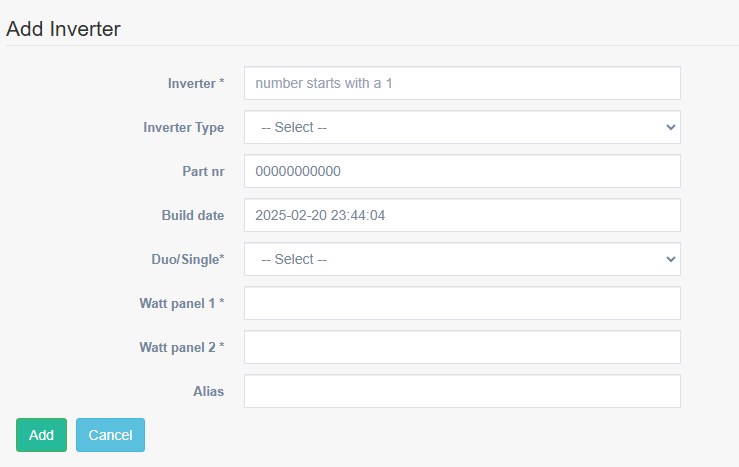 Add Inverter
Inverter * number starts with a 1
Inverter Type -- Select --
Part nr 00000000000
Build date 2025-02-20 23:44:04
Duo/Single* -- Select --
Watt panel 1 *
Watt panel 2 *
Alias
Add Cancel